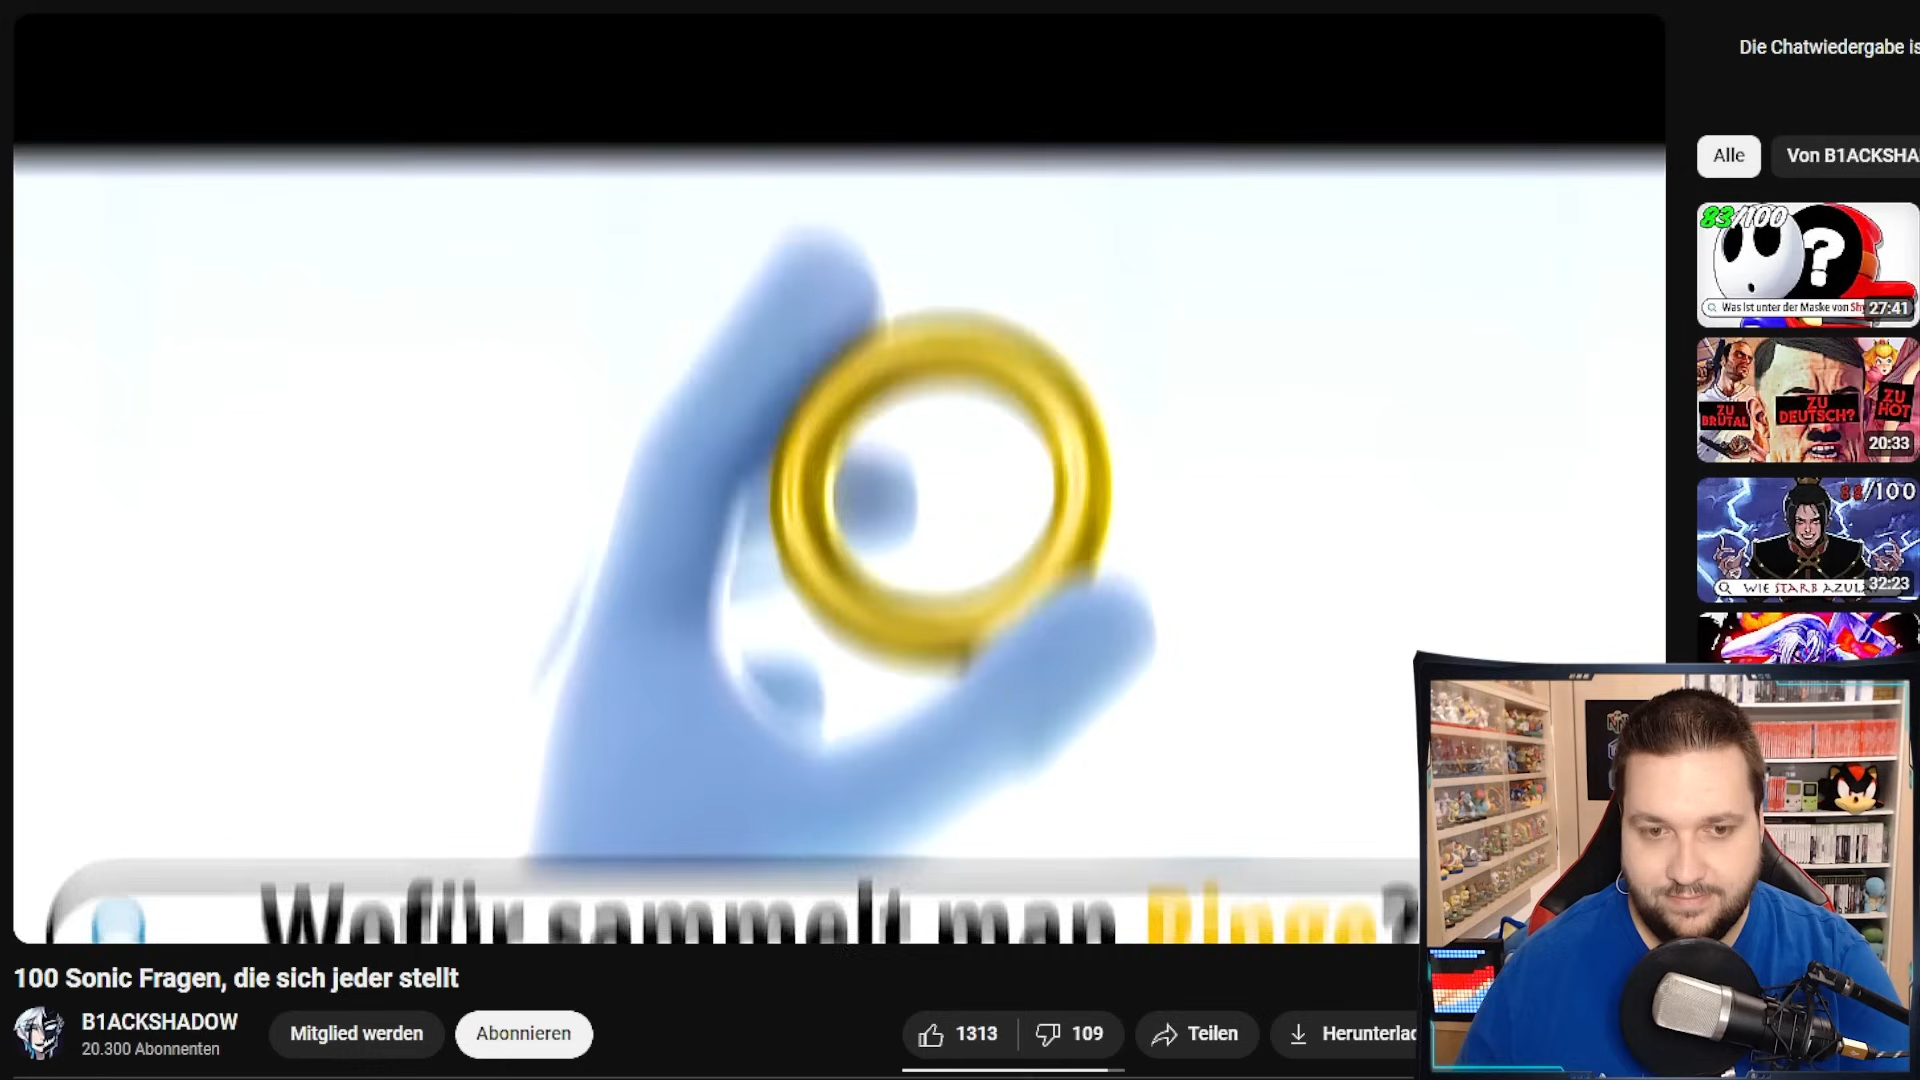 Die Chatwiedergabe is
Alle
Von B1ACKSHA
83/100
Was ist unter der Maske von Sh
27:41
ZU BRUTAL
ZU DEUTSCH?
ZU HOT
20:33
88/100
WIE STARB AZUL
32:23
Wofür sammelt man Ringe?
100 Sonic Fragen, die sich jeder stellt
B1ACKSHADOW
20.300 Abonnenten
Mitglied werden
Abonnieren
1313
109
Teilen
Herunterlad